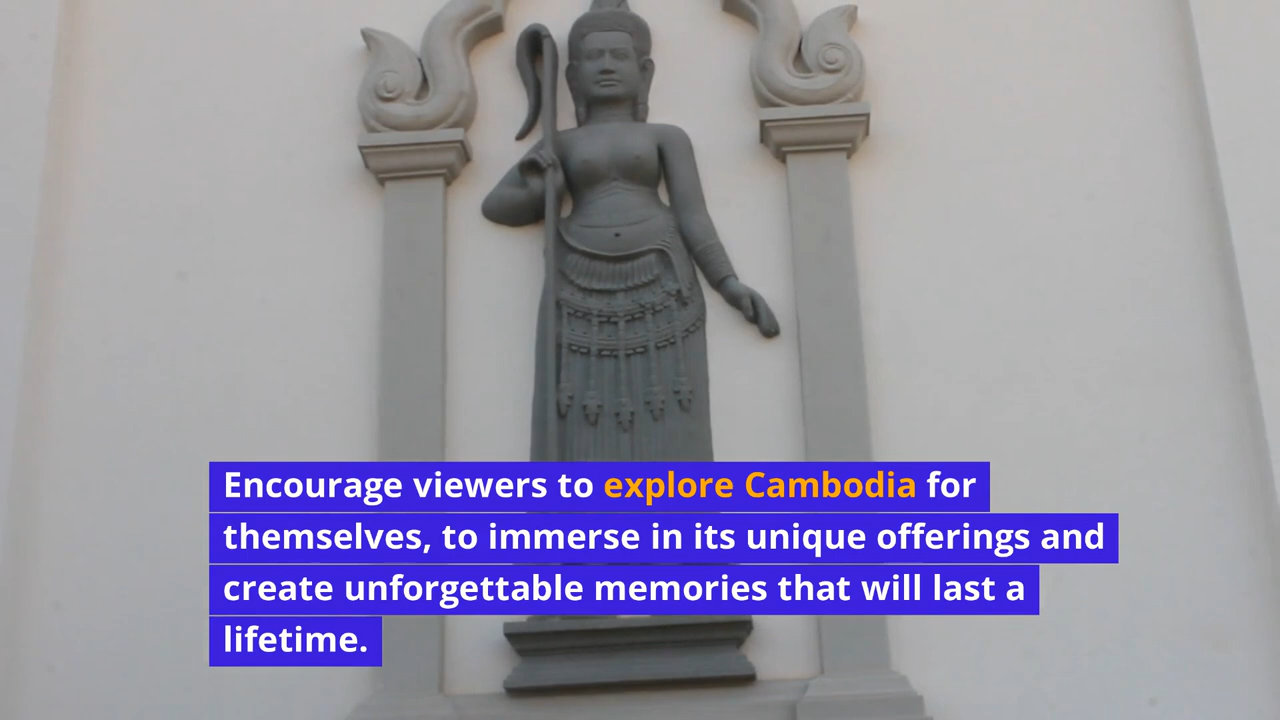 Encourage viewers to explore Cambodia for
themselves, to immerse in its unique offerings and
create unforgettable memories that will last a
lifetime.